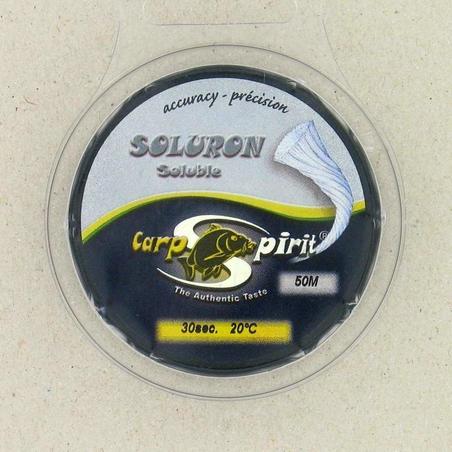 accuracy - précision
SOLURON
Soluble
Carp Spirit®
The Authentic Taste
50M
30sec. 20°C